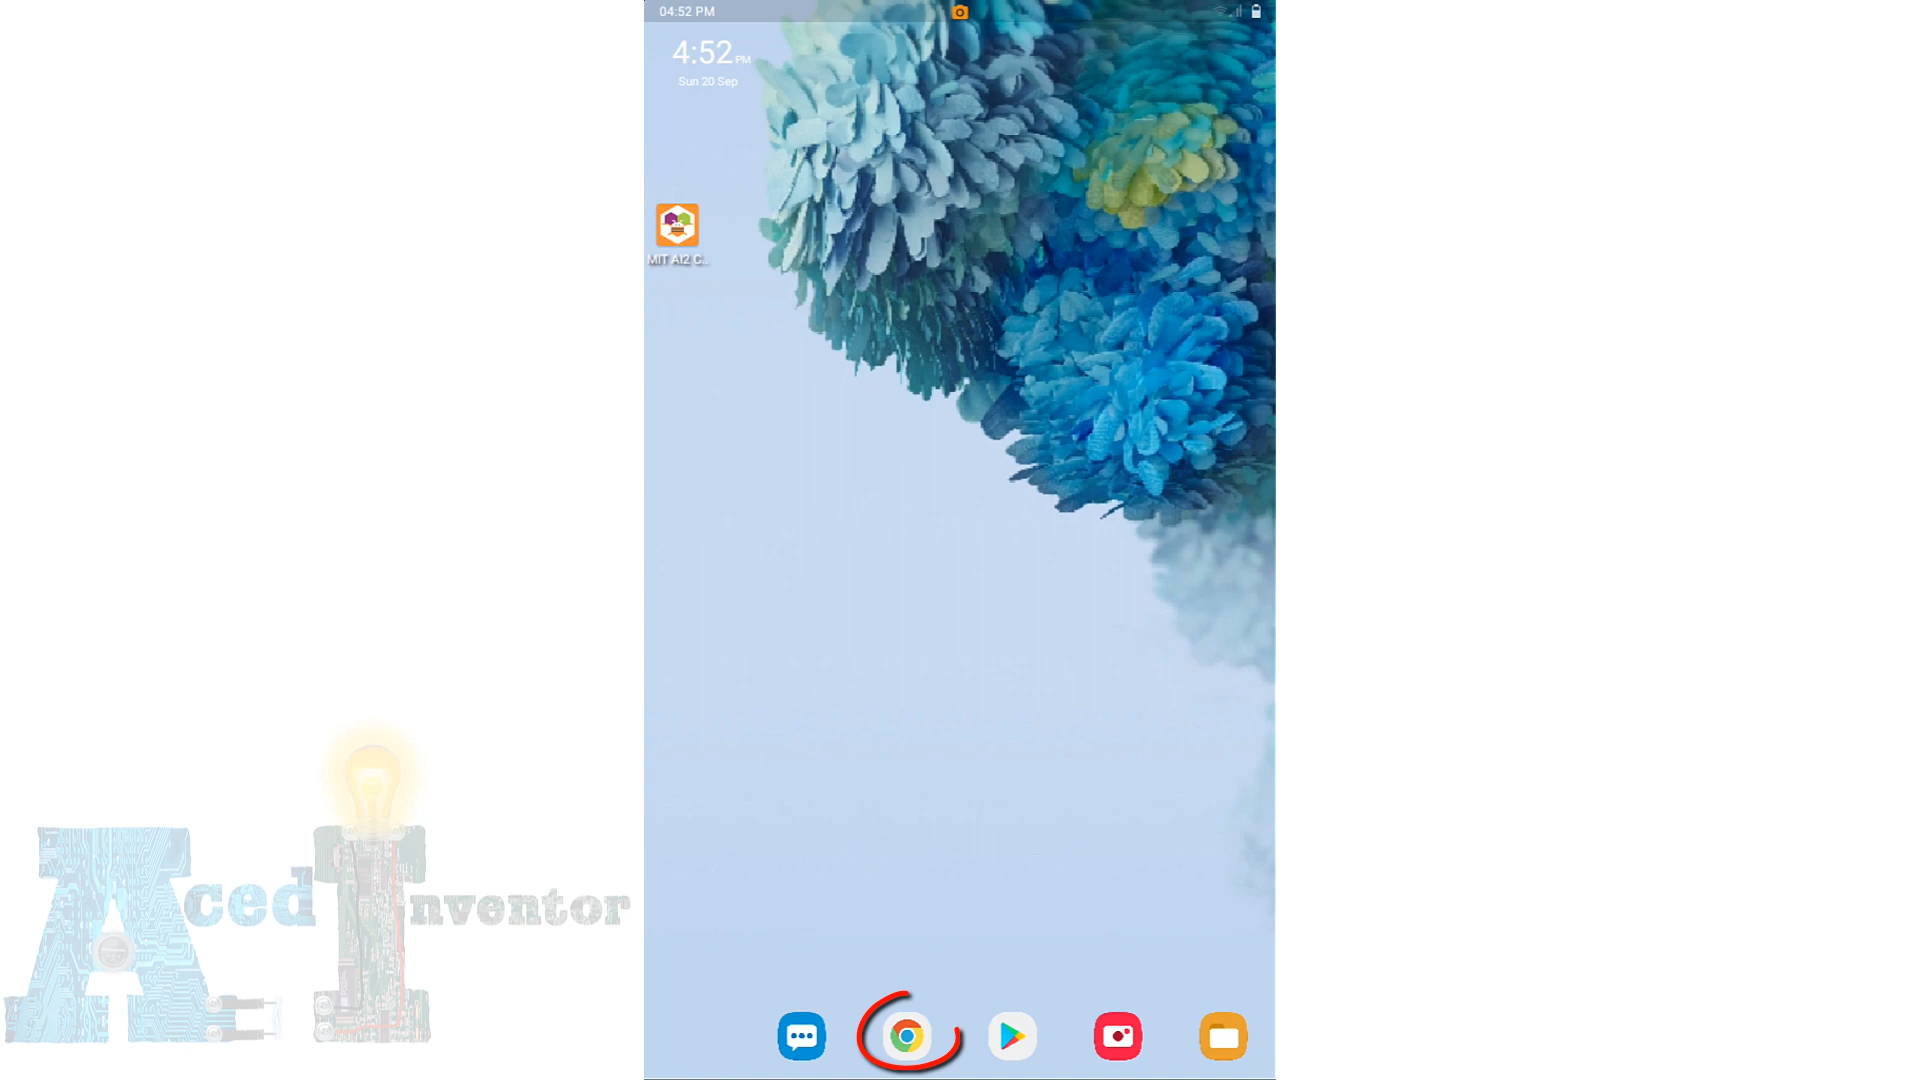 04:52 PM
4:52 PM
Sun 20 Sep
MIT AI2 C..
Aced Inventor